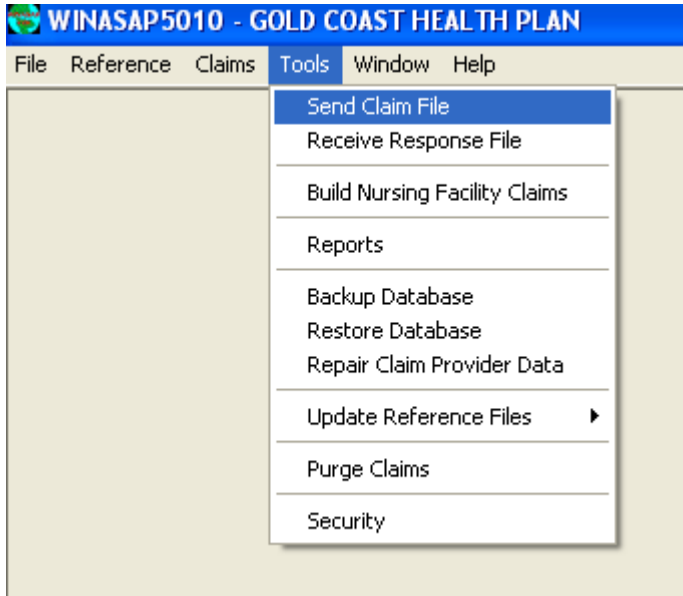 WINASAP5010 - GOLD COAST HEALTH PLAN
File Reference Claims Tools Window Help
Send Claim File
Receive Response File
Build Nursing Facility Claims
Reports
Backup Database
Restore Database
Repair Claim Provider Data
Update Reference Files
Purge Claims
Security